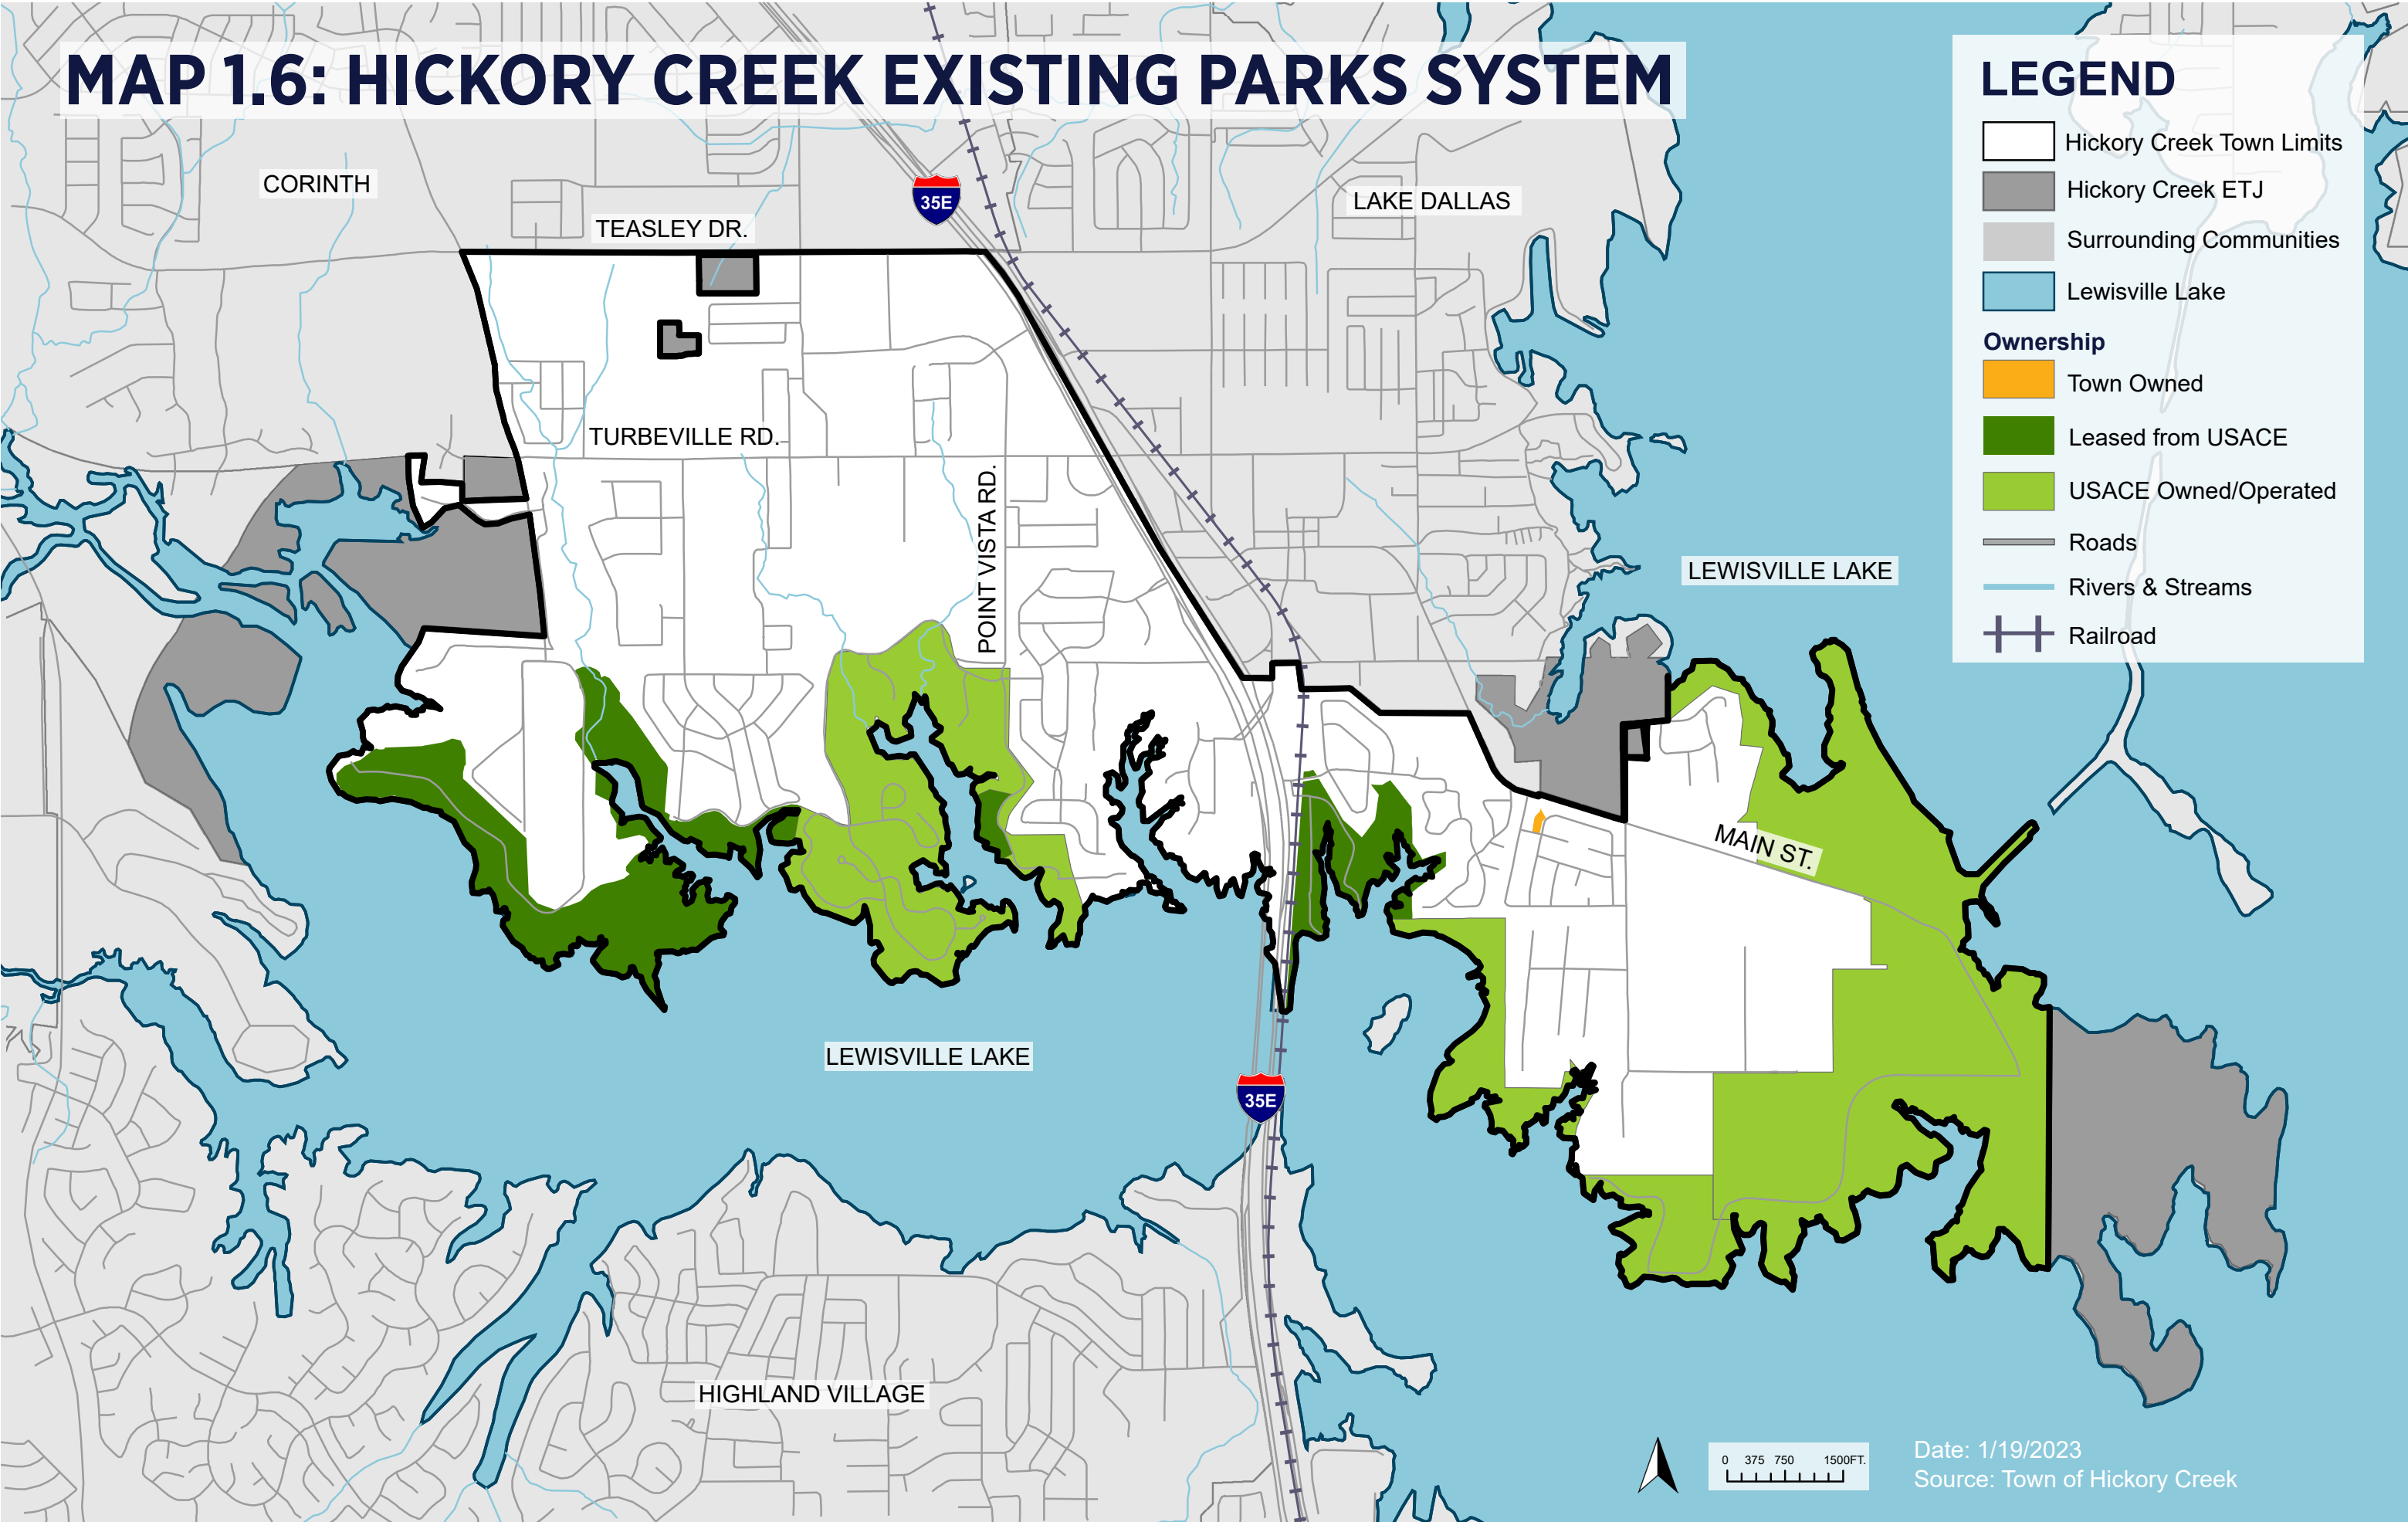 MAP 1.6: HICKORY CREEK EXISTING PARKS SYSTEM
LEGEND
Hickory Creek Town Limits
Hickory Creek ETJ
Surrounding Communities
Lewisville Lake
Ownership
Town Owned
Leased from USACE
USACE Owned/Operated
Roads
Rivers & Streams
Railroad
CORINTH
TEASLEY DR.
35E
LAKE DALLAS
TURBEVILLE RD.
POINT VISTA RD.
LEWISVILLE LAKE
MAIN ST.
LEWISVILLE LAKE
35E
HIGHLAND VILLAGE
0 375 750 1500FT.
Date: 1/19/2023
Source: Town of Hickory Creek